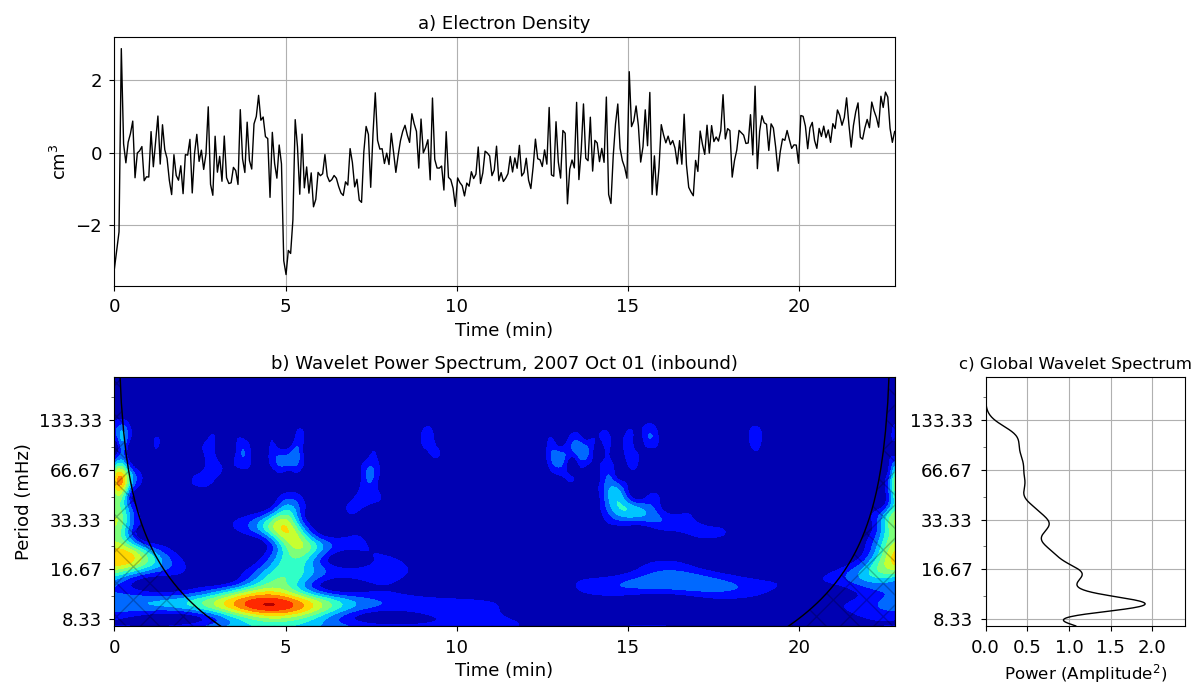 a) Electron Density
2
0
−2
cm³
0 5 10 15 20
Time (min)
b) Wavelet Power Spectrum, 2007 Oct 01 (inbound)
133.33
66.67
33.33
16.67
8.33
Period (mHz)
0 5 10 15 20
Time (min)
c) Global Wavelet Spectrum
133.33
66.67
33.33
16.67
8.33
0.0 0.5 1.0 1.5 2.0
Power (Amplitude²)